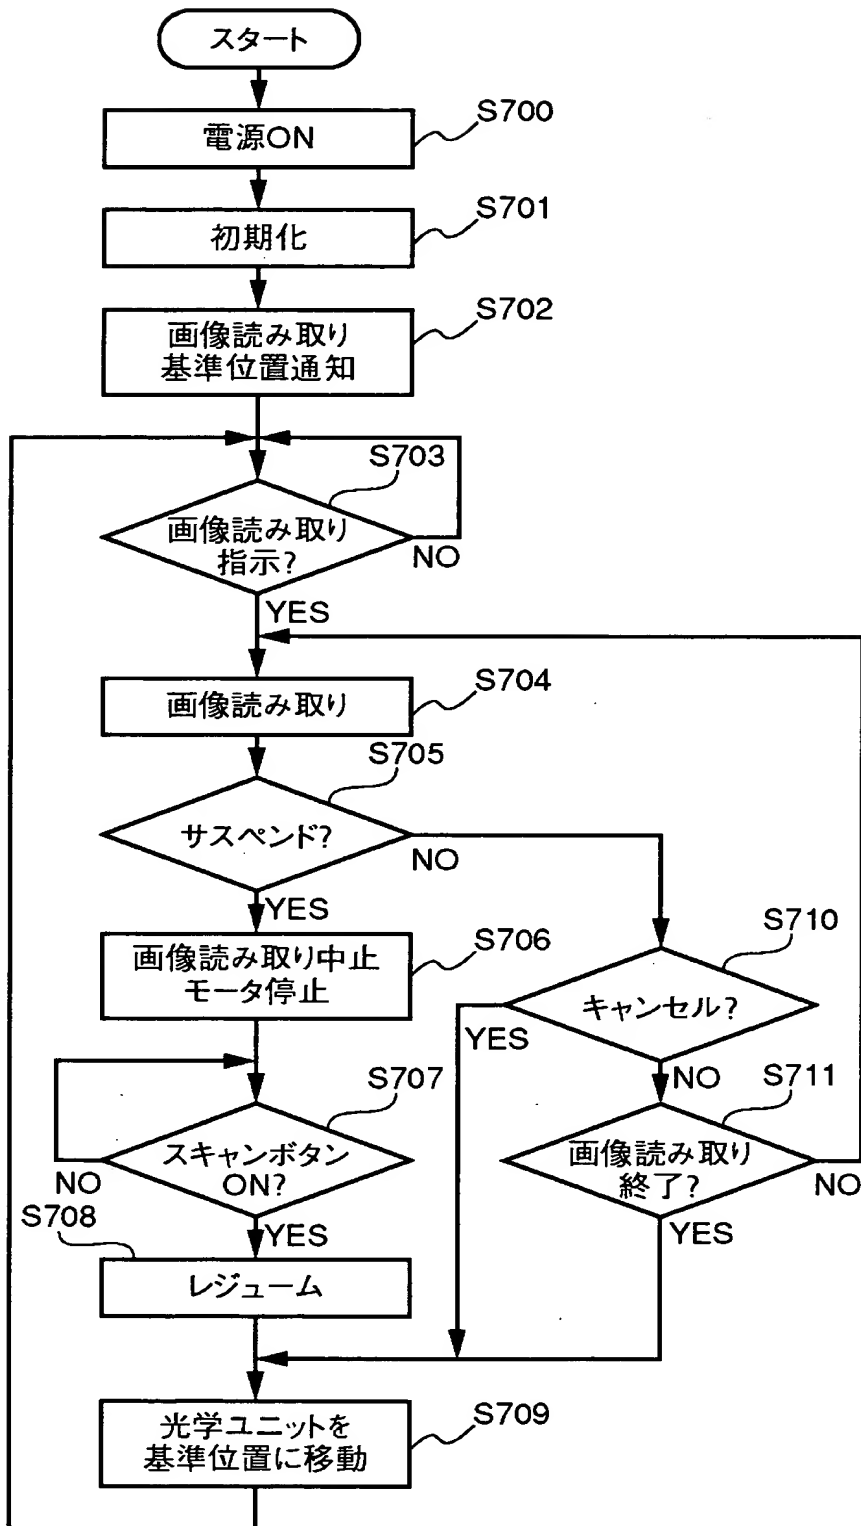 スタート
S700
電源ON
S701
初期化
S702
画像読み取り
基準位置通知
S703
画像読み取り
指示?
NO
YES
S704
画像読み取り
S705
サスペンド?
NO
YES
S706
画像読み取り中止
モータ停止
S710
キャンセル?
YES
NO
S707
スキャンボタン
ON?
NO
YES
S711
画像読み取り
終了?
NO
YES
S708
レジューム
S709
光学ユニットを
基準位置に移動